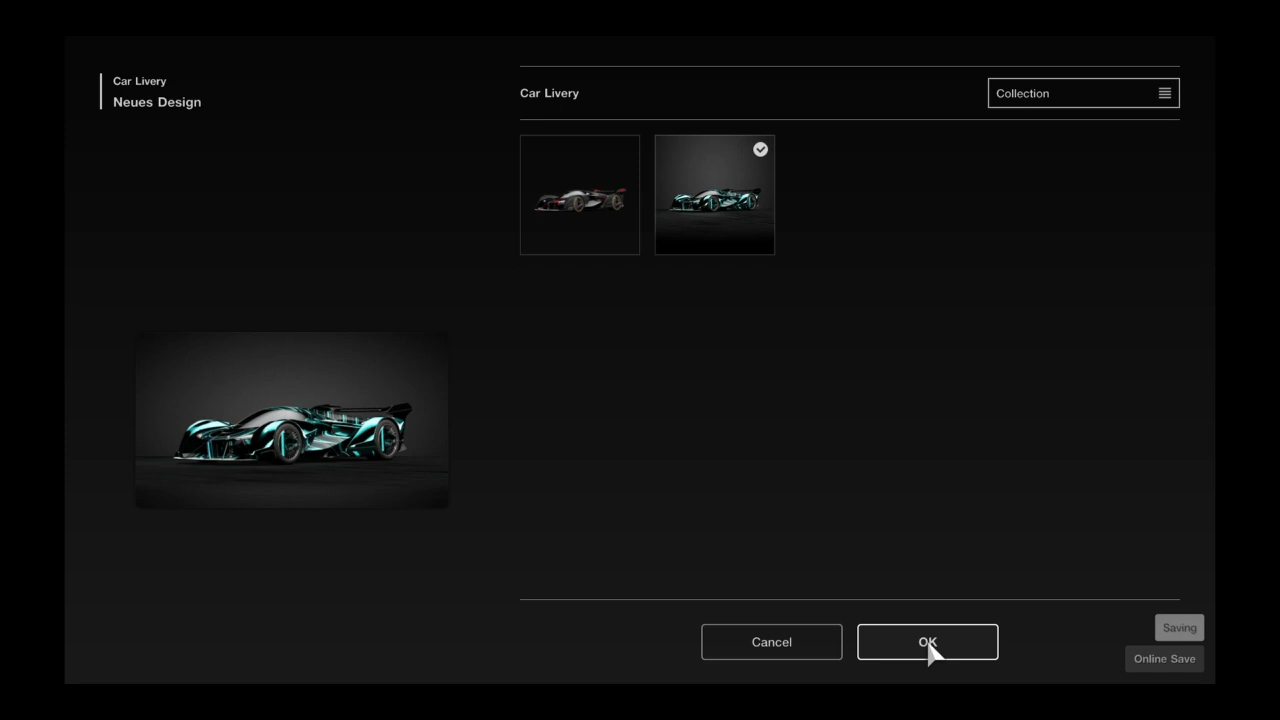 Car Livery
Neues Design
Car Livery
Collection
Cancel
OK
Saving
Online Save